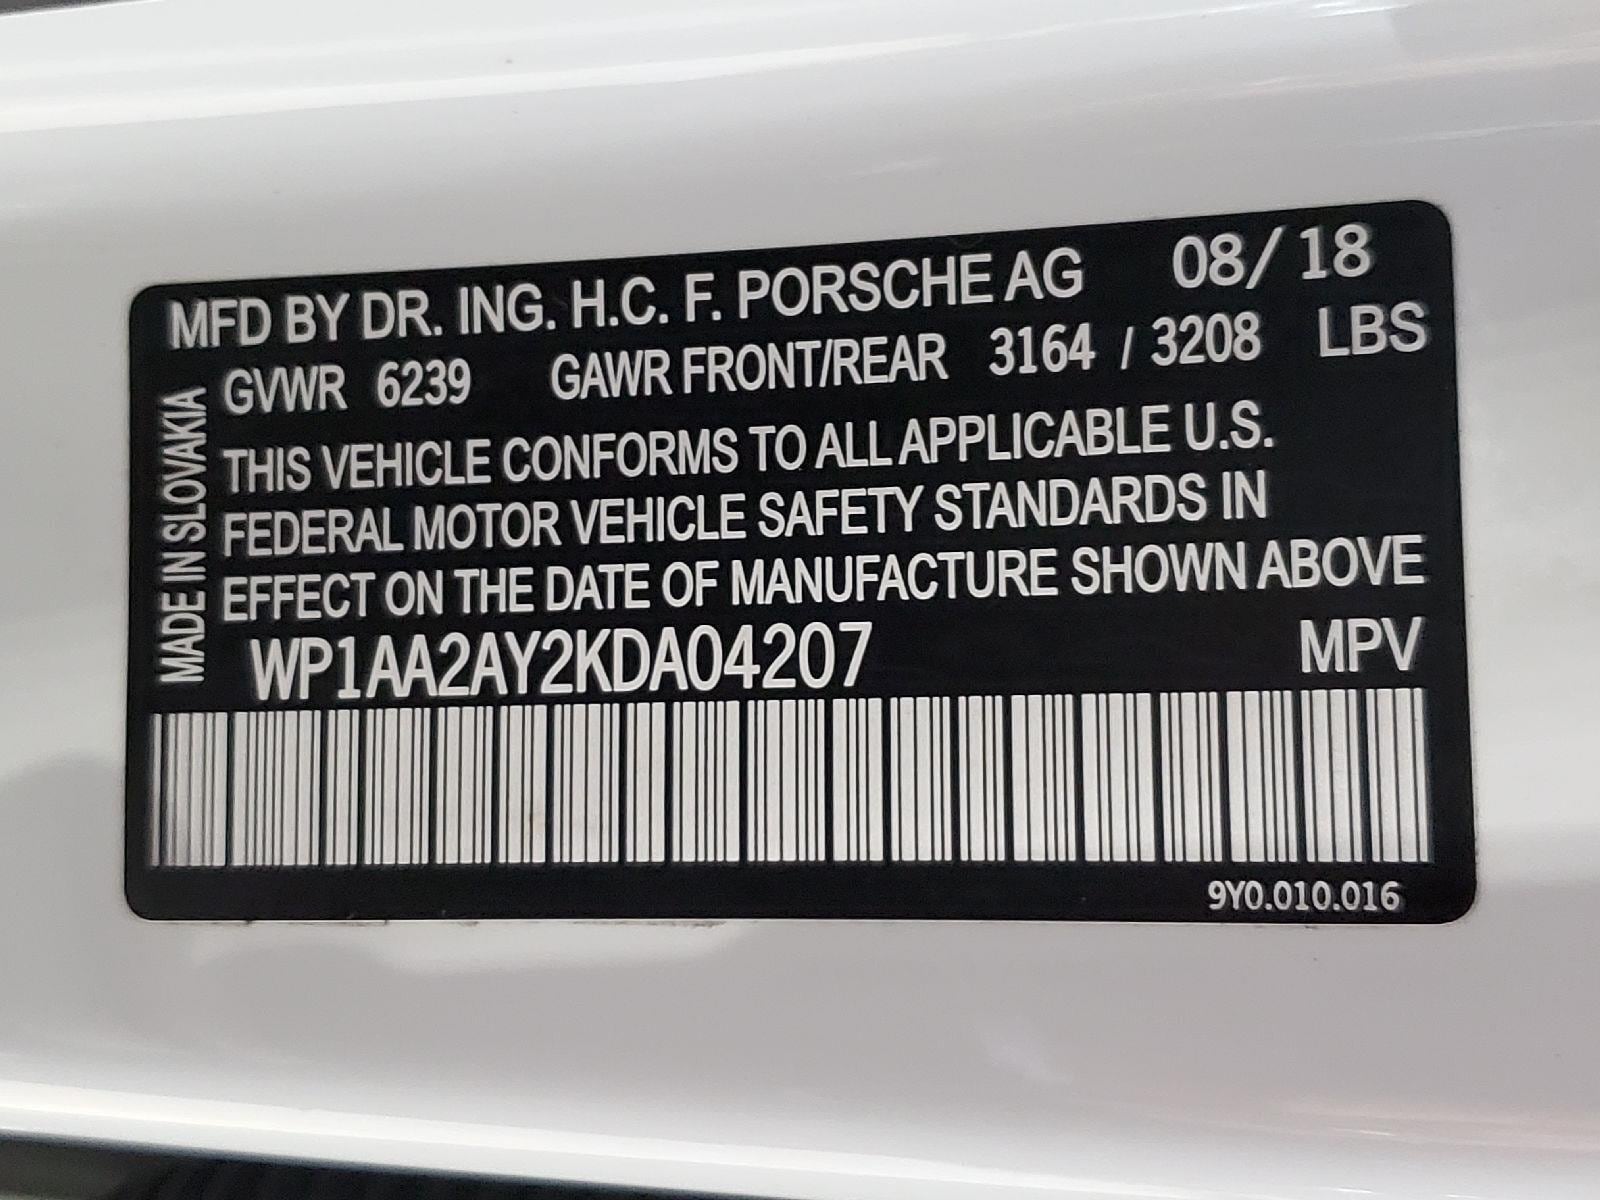 MFD BY DR. ING. H.C. F. PORSCHE AG 08/ 18
GVWR 6239 GAWR FRONT/REAR 3164 / 3208 LBS
THIS VEHICLE CONFORMS TO ALL APPLICABLE U.S.
FEDERAL MOTOR VEHICLE SAFETY STANDARDS IN
EFFECT ON THE DATE OF MANUFACTURE SHOWN ABOVE
MADE IN SLOVAKIA
WP1AA2AY2KDA04207 MPV
9Y0.010.016